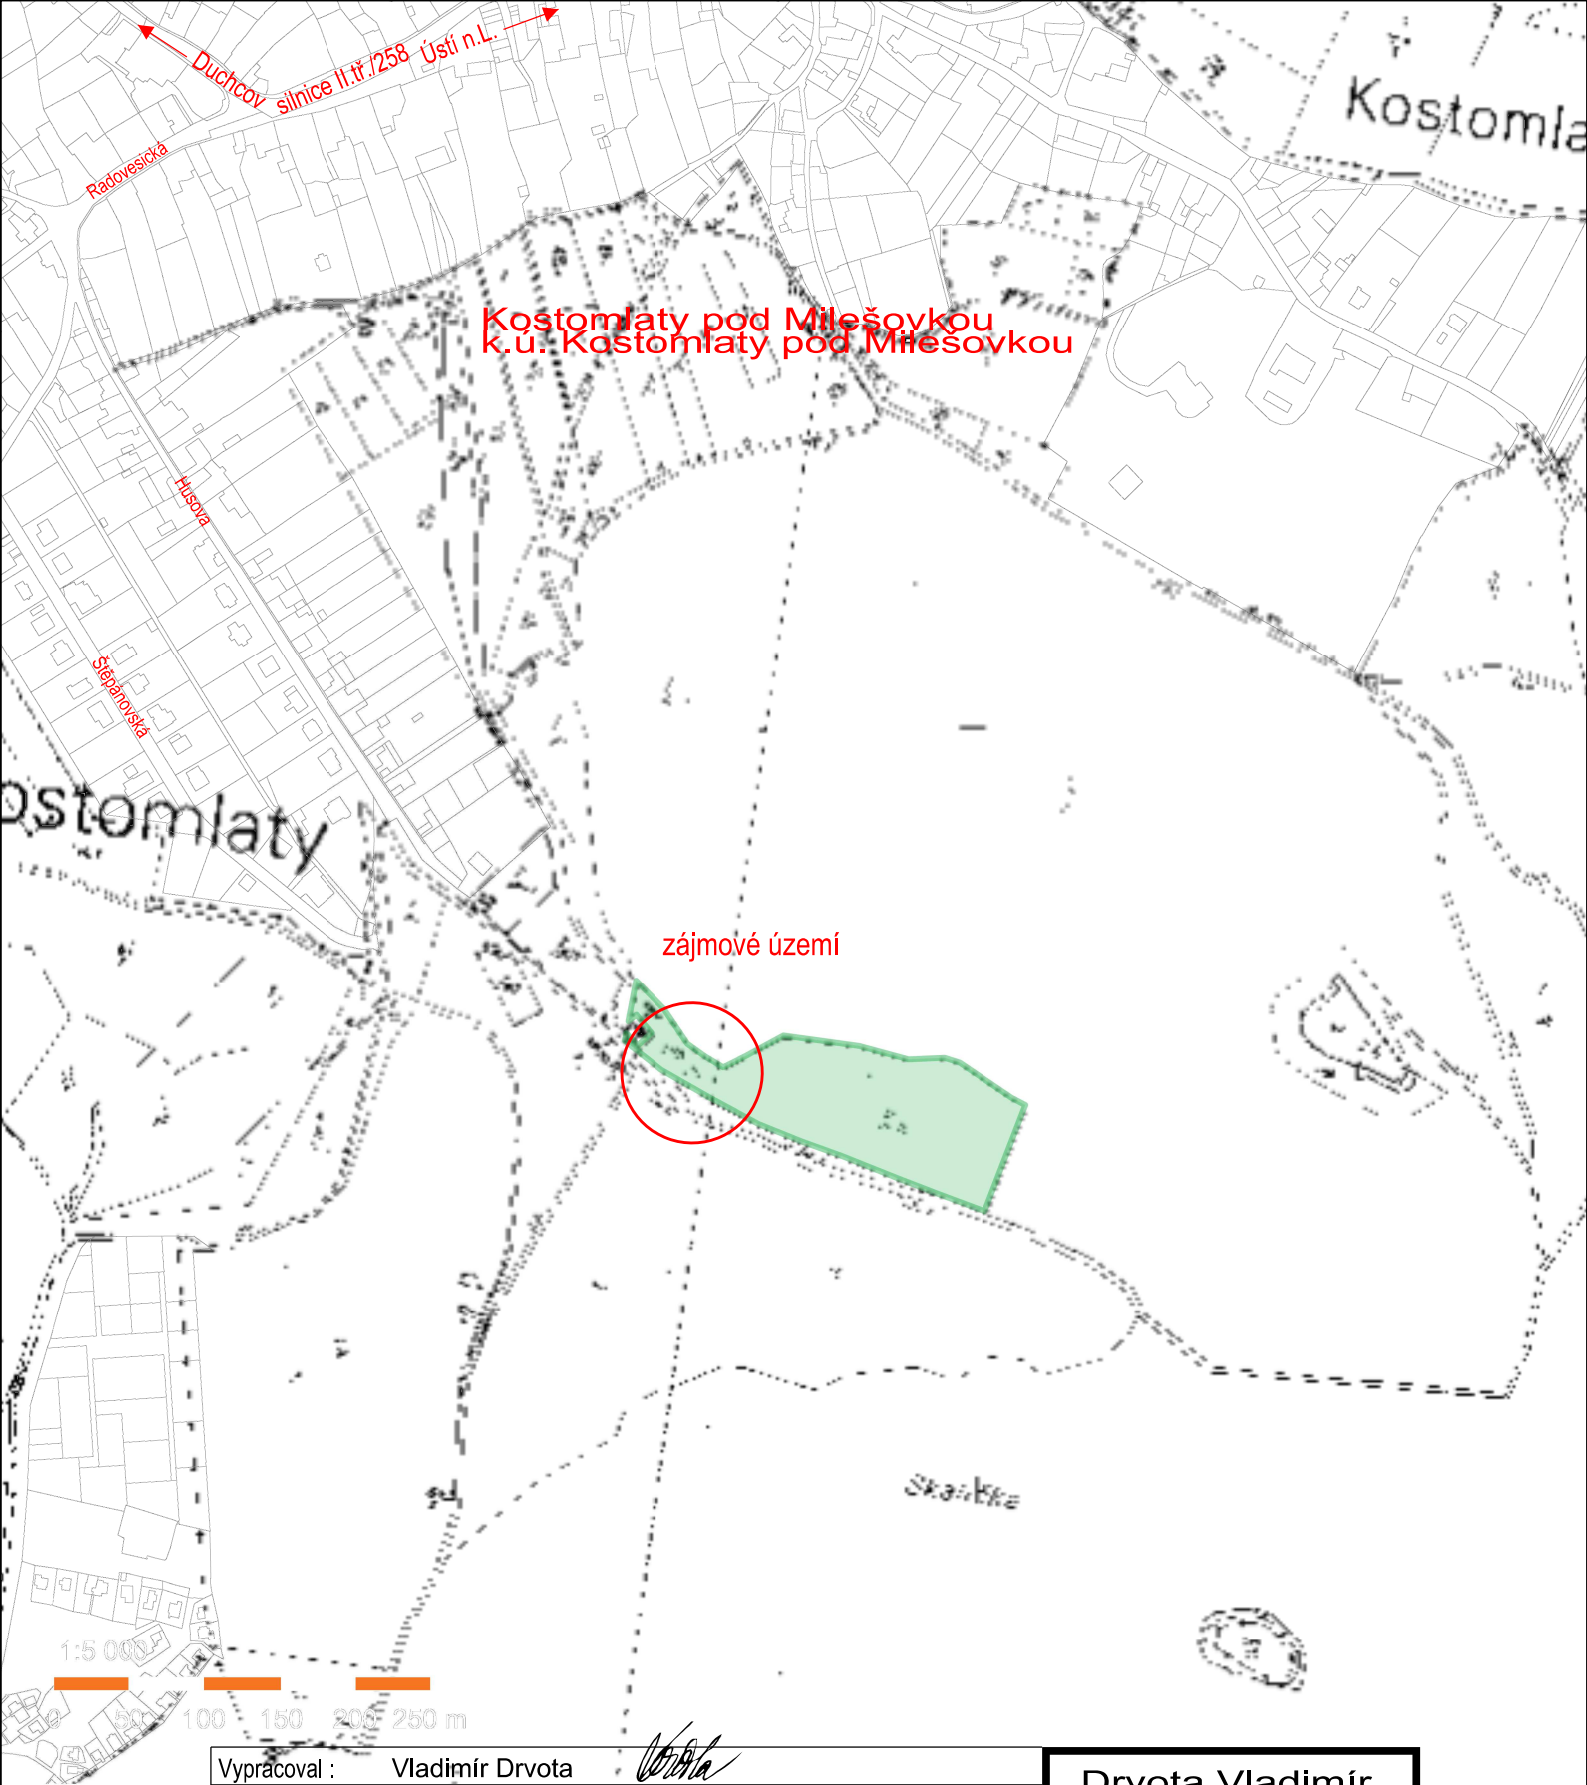 Duchcov silnice II.tř./258 Ústí n.L.
Radovesická
Kostomla
Kostomlaty pod Milešovkou
k.ú. Kostomlaty pod Milešovkou
Husova
Štěpánovská
ostomlaty
zájmové území
1:5 000
0 50 100 150 200 250 m
Vypracoval : Vladimír Drvota
Drvota Vladimír